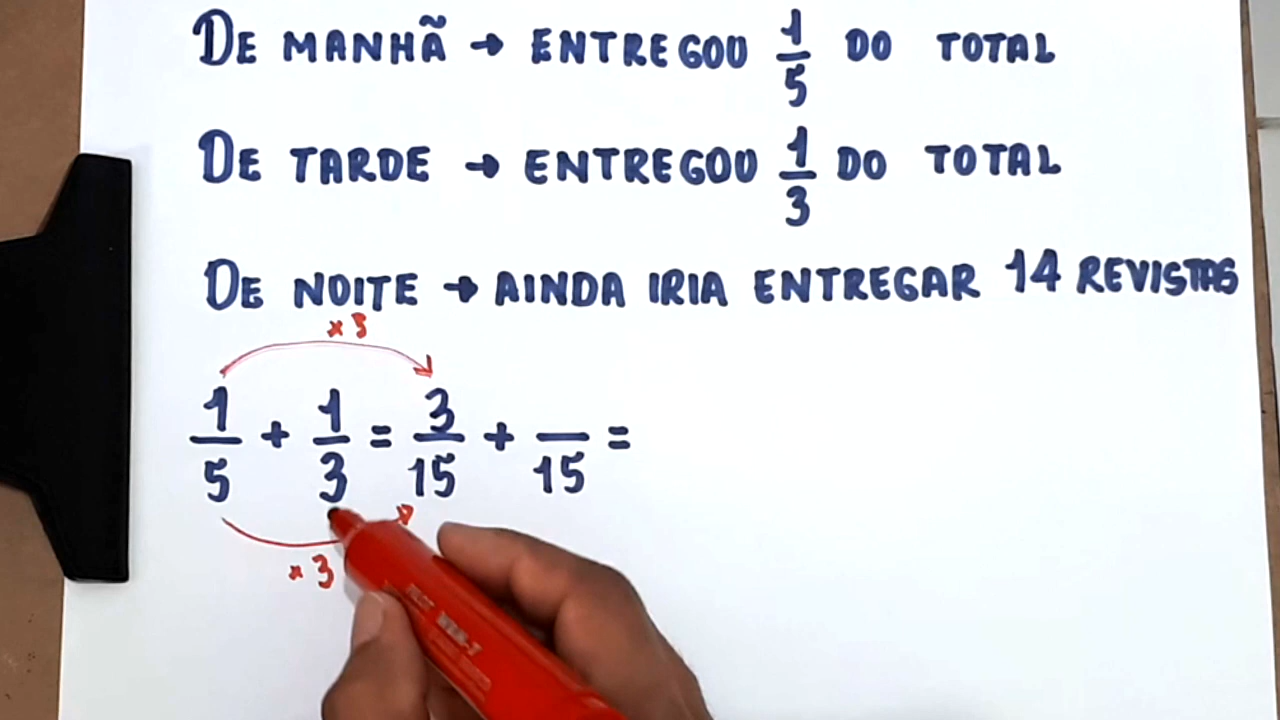 DE MANHÃ → ENTREGOU 1/5 DO TOTAL
DE TARDE → ENTREGOU 1/3 DO TOTAL
DE NOITE → AINDA IRIA ENTREGAR 14 REVISTAS
× 3
1/5 + 1/3 = 3/15 + /15 =
× 3